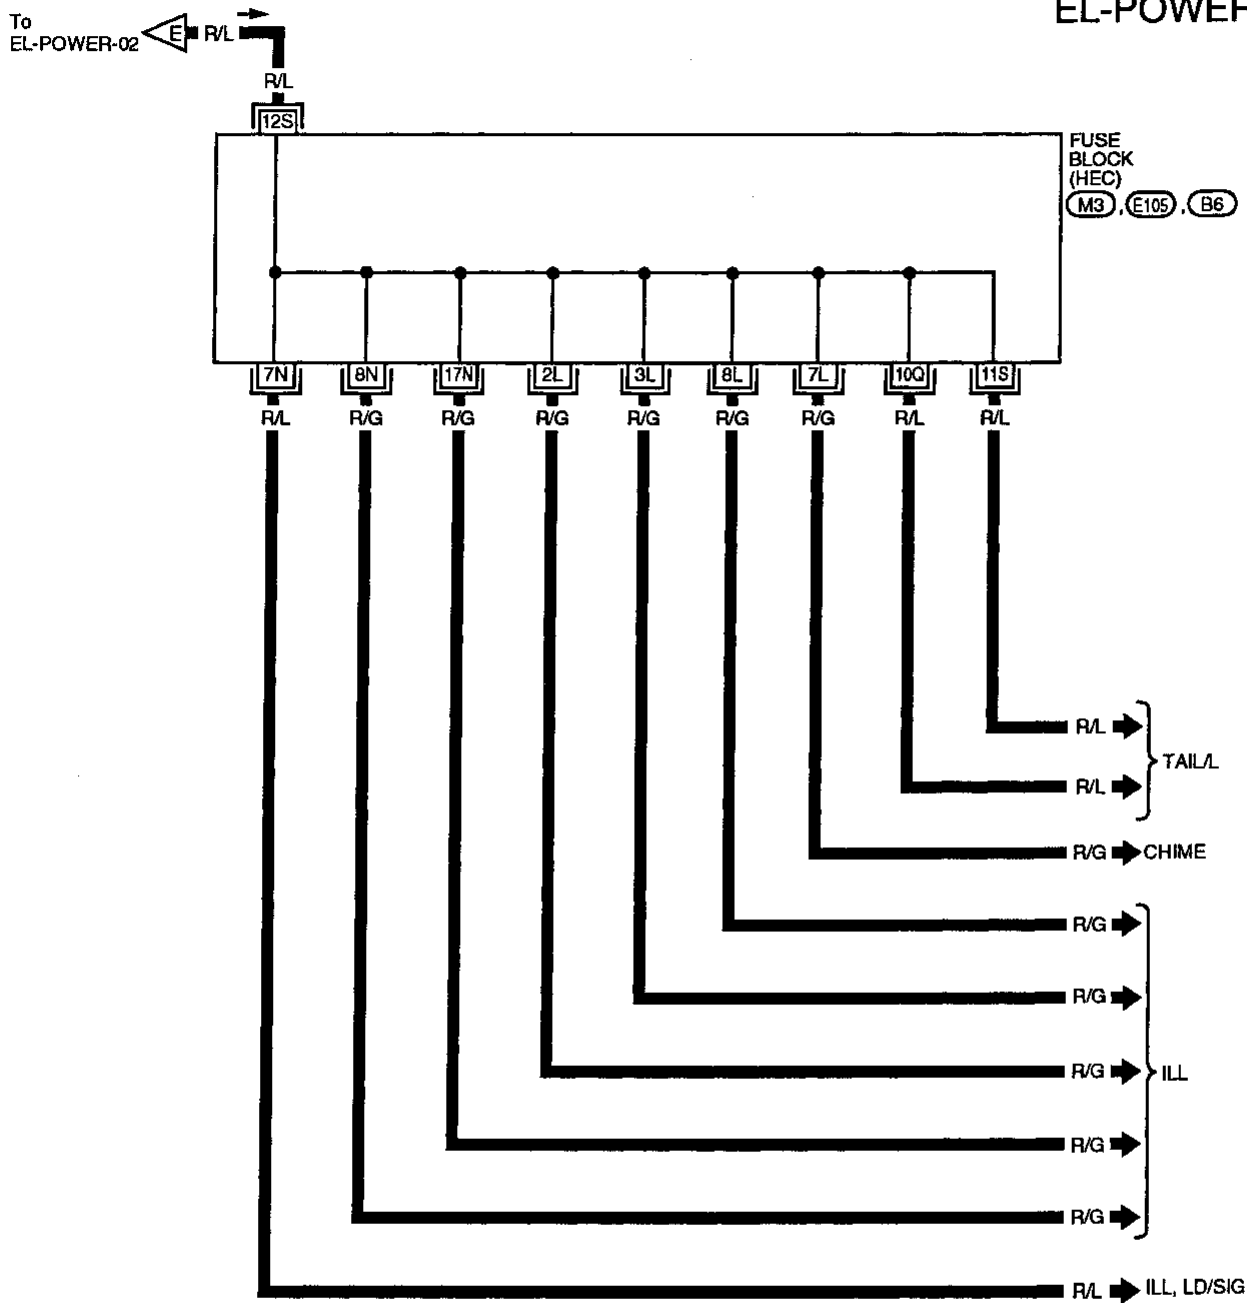 EL-POWER
To
EL-POWER-02
E
R/L
R/L
12S
FUSE
BLOCK
(HEC)
M3 , E105 , B6
7N 8N 17N 2L 3L 8L 7L 10Q 11S
R/L R/G R/G R/G R/G R/G R/G R/L R/L
R/L
TAIL/L
R/L
R/G CHIME
R/G
R/G
R/G ILL
R/G
R/G
R/L ILL, LD/SIG